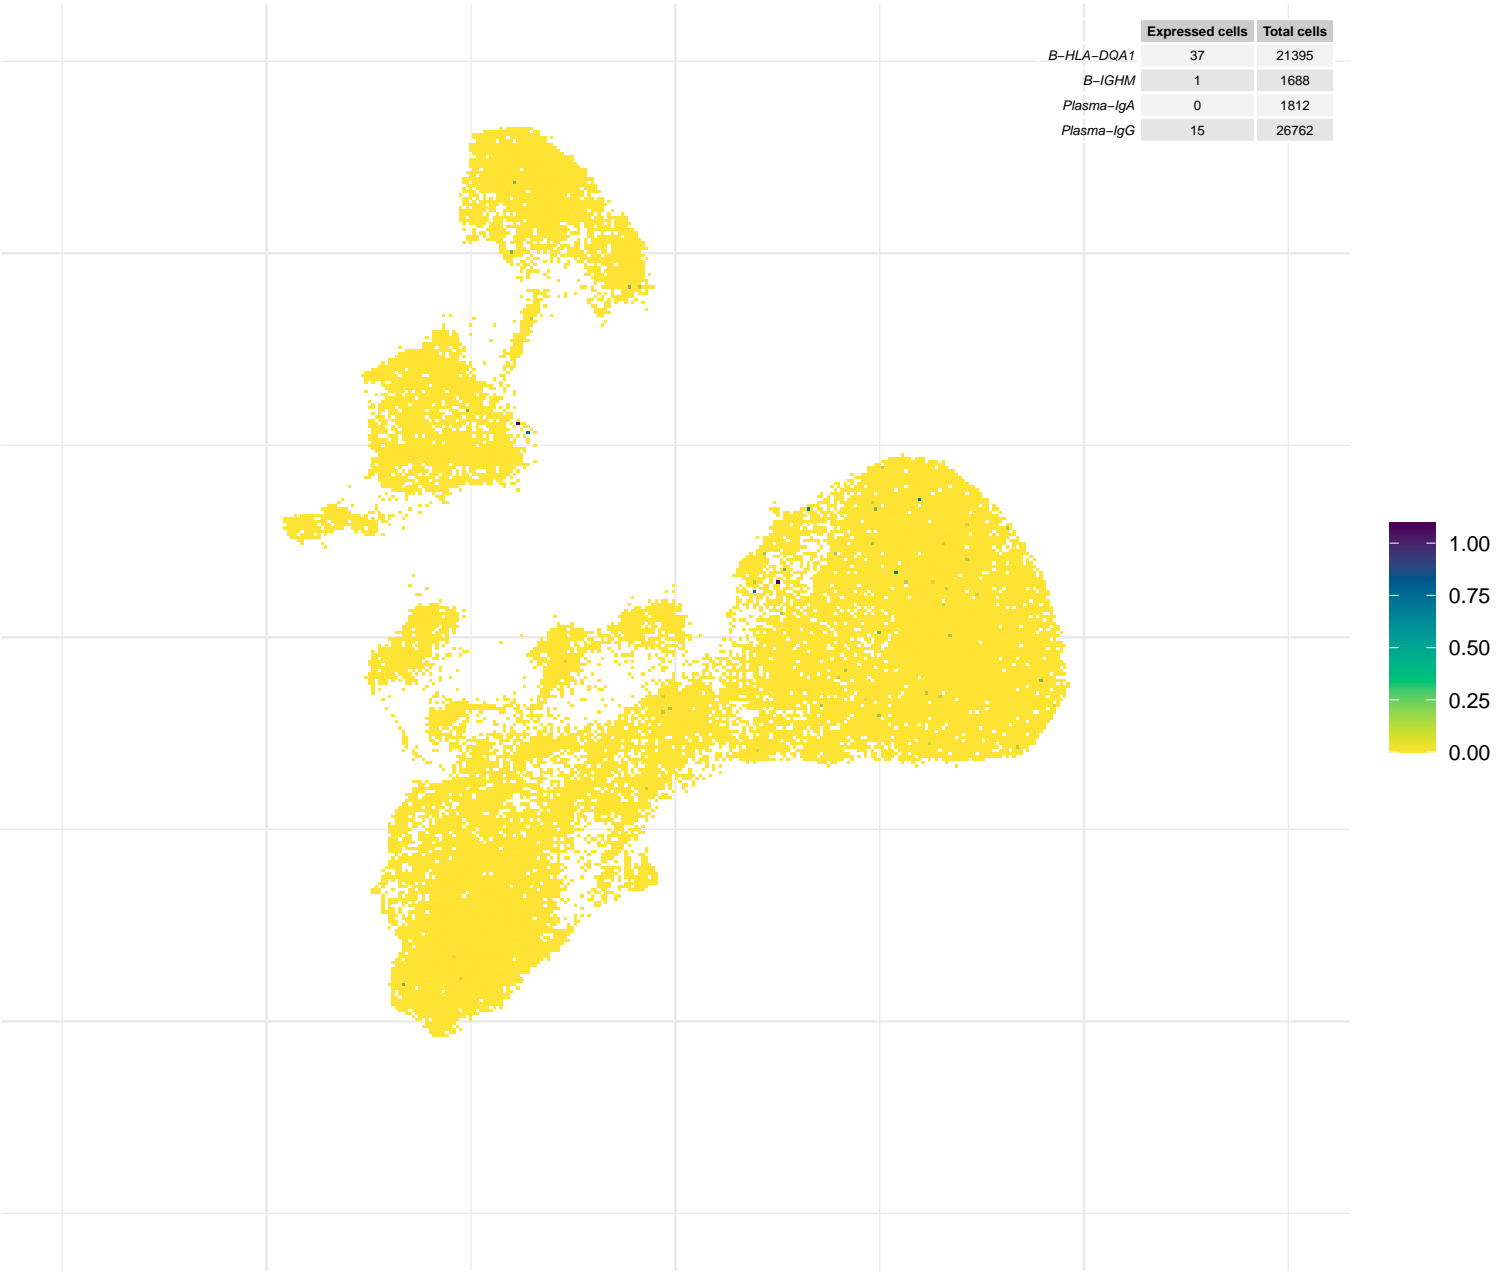 Expressed cells Total cells
B−HLA−DQA1 37 21395
B−IGHM 1 1688
Plasma−IgA 0 1812
Plasma−IgG 15 26762
1.00
0.75
0.50
0.25
0.00